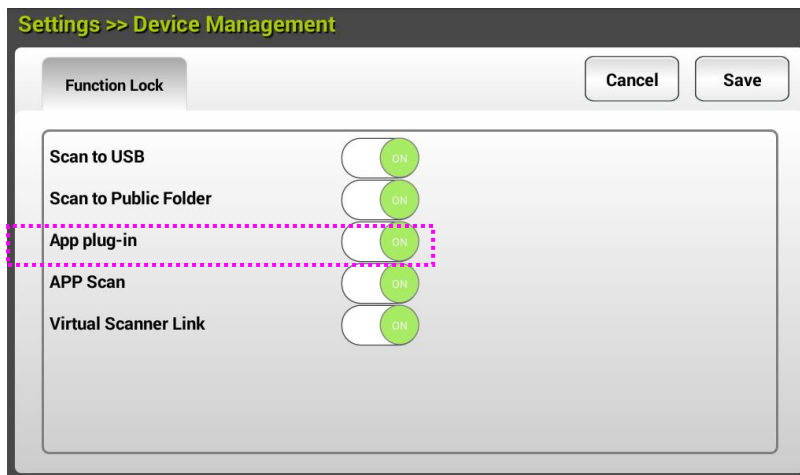 Settings >> Device Management
Function Lock
Cancel
Save
Scan to USB
ON
Scan to Public Folder
ON
App plug-in
ON
APP Scan
ON
Virtual Scanner Link
ON